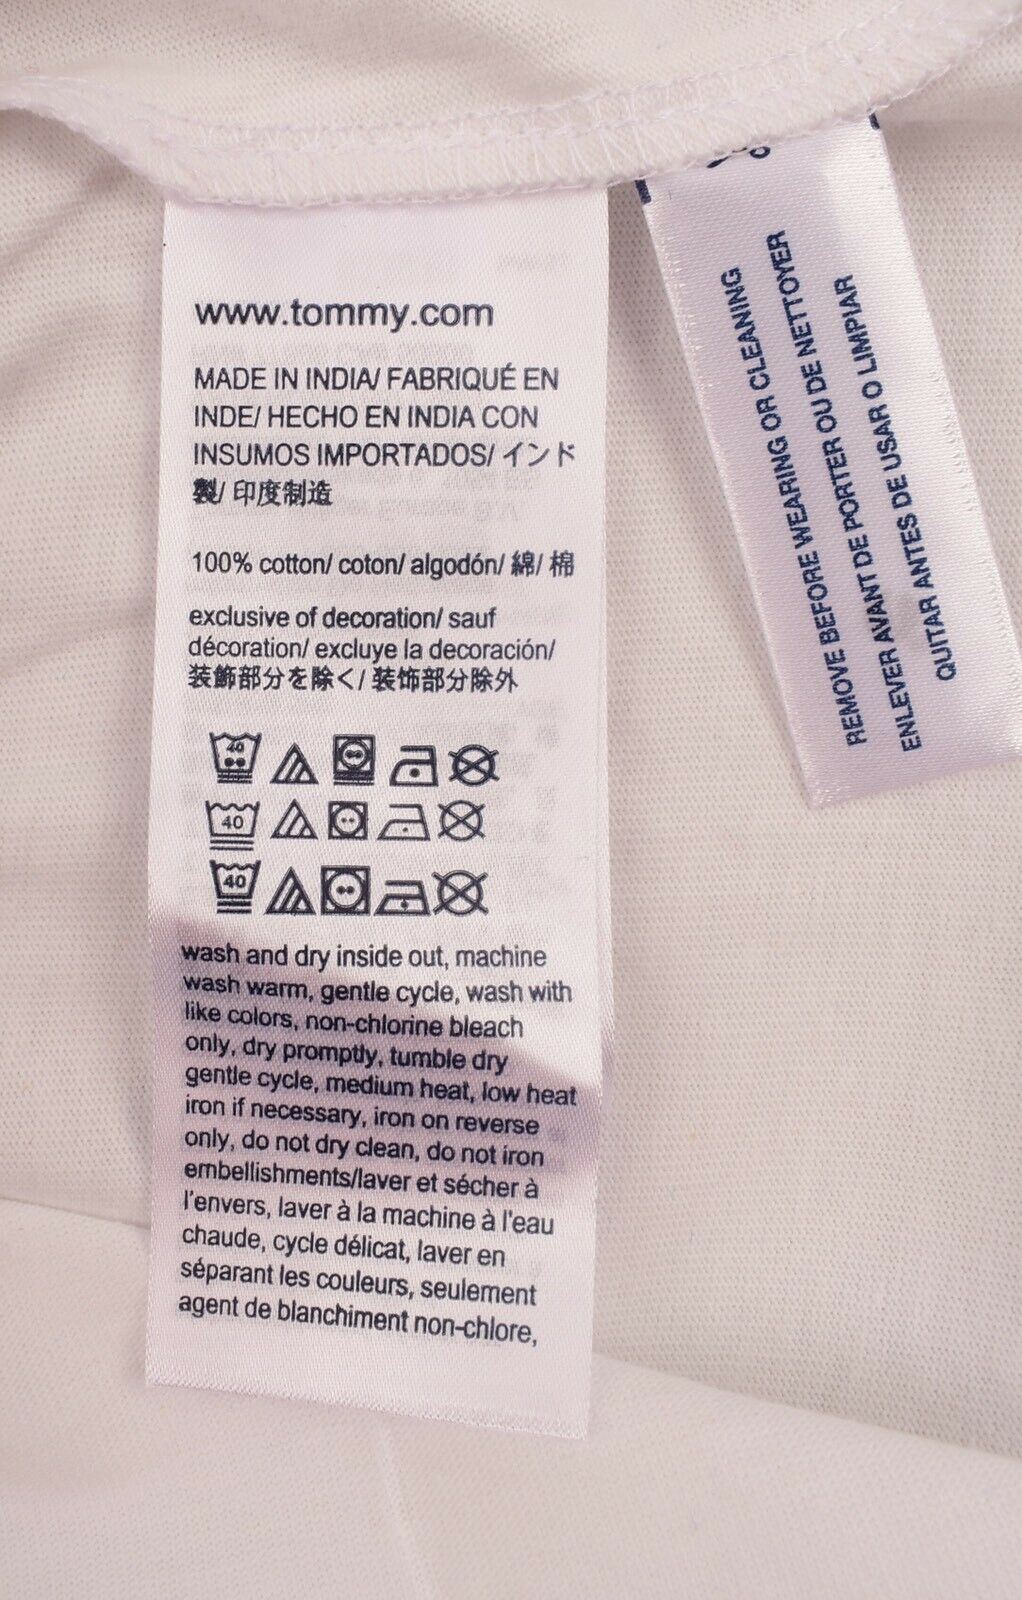 www.tommy.com
MADE IN INDIA/ FABRIQUÉ EN
INDE/ HECHO EN INDIA CON
INSUMOS IMPORTADOS/ インド
製/ 印度制造
100% cotton/ coton/ algodón/ 綿/ 棉
exclusive of decoration/ sauf
décoration/ excluye la decoración/
装飾部分を除く/ 装饰部分除外
40
40
40
wash and dry inside out, machine
wash warm, gentle cycle, wash with
like colors, non-chlorine bleach
only, dry promptly, tumble dry
gentle cycle, medium heat, low heat
iron if necessary, iron on reverse
only, do not dry clean, do not iron
embellishments/laver et sécher à
l'envers, laver à la machine à l'eau
chaude, cycle délicat, laver en
séparant les couleurs, seulement
agent de blanchiment non-chlore,
REMOVE BEFORE WEARING OR CLEANING
ENLEVER AVANT DE PORTER OU DE NETTOYER
QUITAR ANTES DE USAR O LIMPIAR